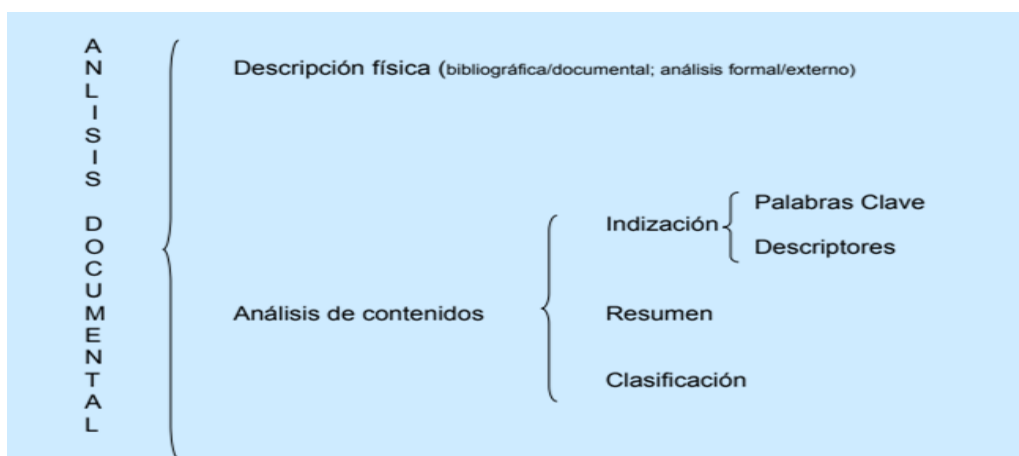 ANLISIS DOCUMENTAL
Descripción física (bibliográfica/documental; análisis formal/externo)
Análisis de contenidos
Indización
Palabras Clave
Descriptores
Resumen
Clasificación